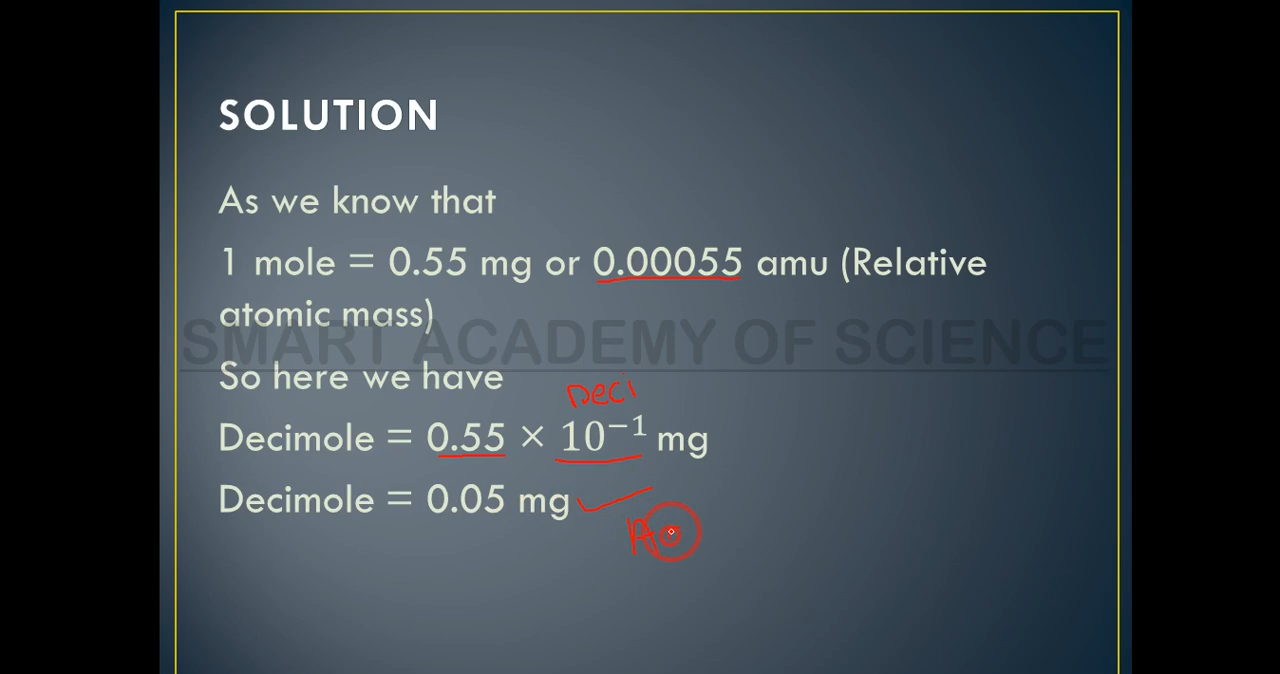 SOLUTION
As we know that
1 mole = 0.55 mg or 0.00055 amu (Relative
atomic mass)
SMART ACADEMY OF SCIENCE
So here we have
Deci
Decimole = 0.55 × 10⁻¹ mg
Decimole = 0.05 mg